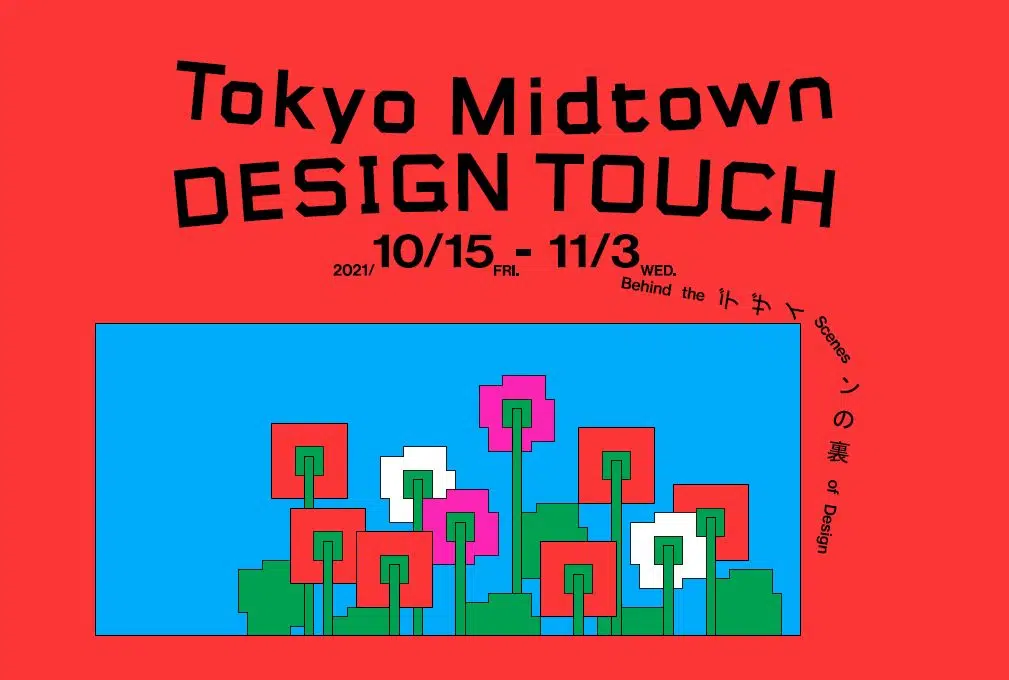 Tokyo Midtown
DESIGN TOUCH
2021/10/15FRI. - 11/3WED.
Behind the デザイ Scenes ンの裏 of Design